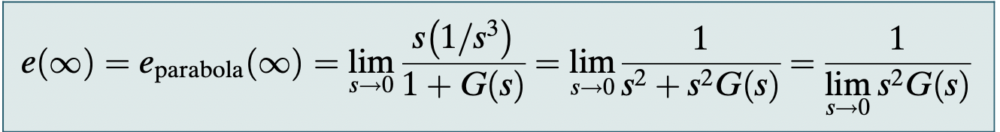 e(∞) = e_parabola(∞) = lim_{s→0} s(1/s³) / (1 + G(s)) = lim_{s→0} 1 / (s² + s²G(s)) = 1 / (lim_{s→0} s²G(s))